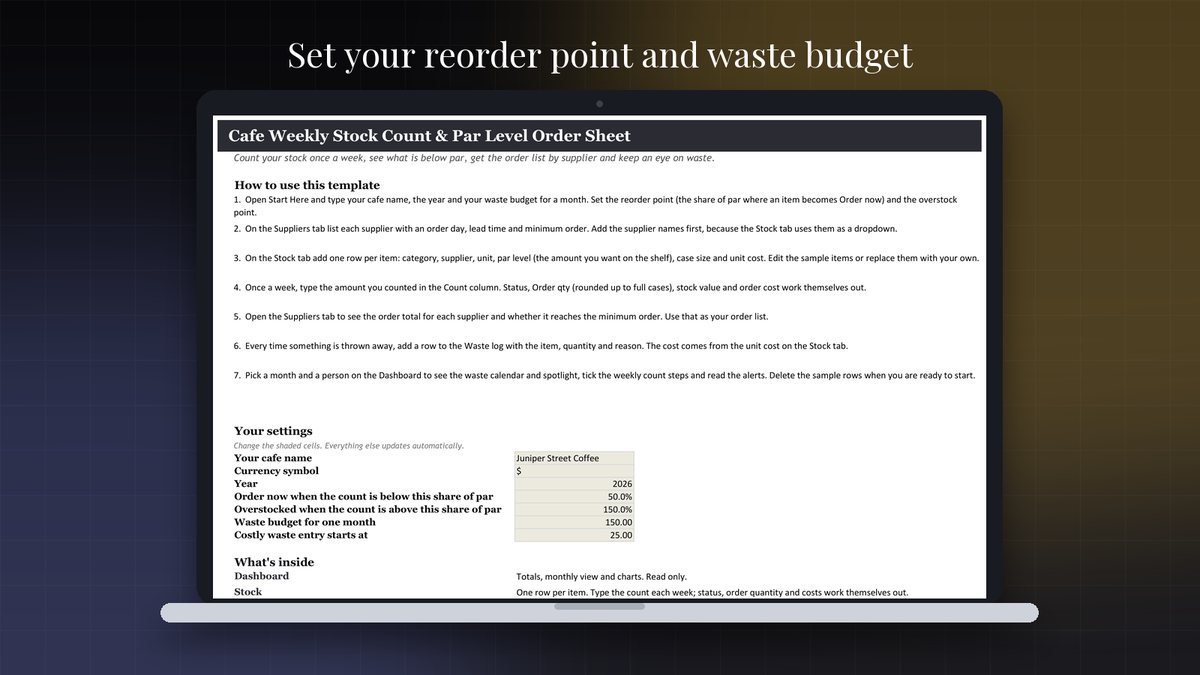 Set your reorder point and waste budget
Cafe Weekly Stock Count & Par Level Order Sheet
Count your stock once a week, see what is below par, get the order list by supplier and keep an eye on waste.
How to use this template
1. Open Start Here and type your cafe name, the year and your waste budget for a month. Set the reorder point (the share of par where an item becomes Order now) and the overstock
point.
2. On the Suppliers tab list each supplier with an order day, lead time and minimum order. Add the supplier names first, because the Stock tab uses them as a dropdown.
3. On the Stock tab add one row per item: category, supplier, unit, par level (the amount you want on the shelf), case size and unit cost. Edit the sample items or replace them with your own.
4. Once a week, type the amount you counted in the Count column. Status, Order qty (rounded up to full cases), stock value and order cost work themselves out.
5. Open the Suppliers tab to see the order total for each supplier and whether it reaches the minimum order. Use that as your order list.
6. Every time something is thrown away, add a row to the Waste log with the item, quantity and reason. The cost comes from the unit cost on the Stock tab.
7. Pick a month and a person on the Dashboard to see the waste calendar and spotlight, tick the weekly count steps and read the alerts. Delete the sample rows when you are ready to start.
Your settings
Change the shaded cells. Everything else updates automatically.
Your cafe name Juniper Street Coffee
Currency symbol $
Year 2026
Order now when the count is below this share of par 50.0%
Overstocked when the count is above this share of par 150.0%
Waste budget for one month 150.00
Costly waste entry starts at 25.00
What's inside
Dashboard Totals, monthly view and charts. Read only.
Stock One row per item. Type the count each week; status, order quantity and costs work themselves out.